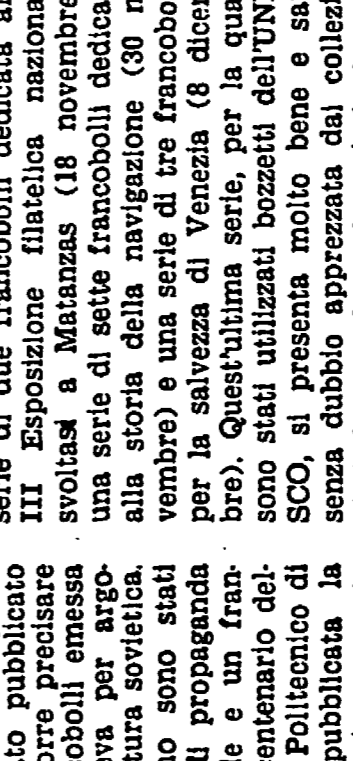 to pubblicato
orre precisare
obolli emessa
eva per argo-
tura sovietica.
no sono stati
di propaganda
le e un fran-
centenario del-
Politecnico di
pubblicata la
serie di due francobolli dedicata al
III Esposizione filatelica naziona
svoltasi a Matanzas (18 novembre
una serie di sette francobolli dedica
alla storia della navigazione (30 n
vembre) e una serie di tre francobo
per la salvezza di Venezia (8 dicem
bre). Quest'ultima serie, per la qua
sono stati utilizzati bozzetti dell'UN
SCO, si presenta molto bene e sa
senza dubbio apprezzata dai collezi